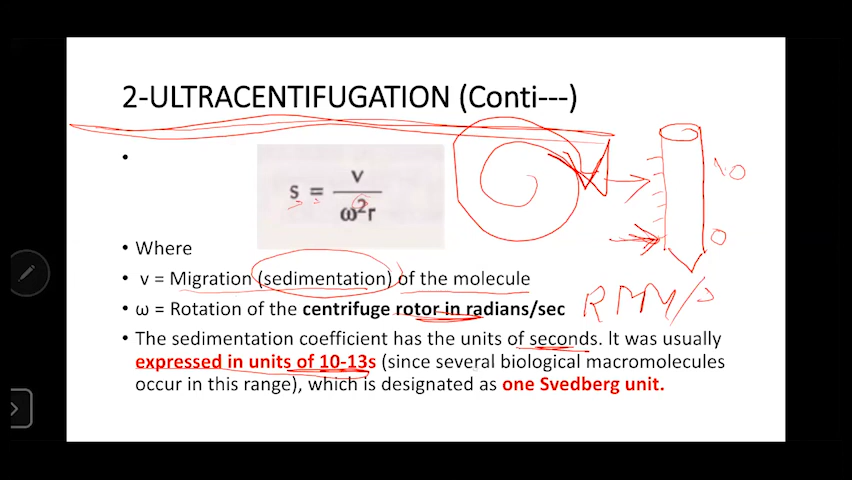 2-ULTRACENTIFUGATION (Conti---)
s = v
ω²r
• Where
• v = Migration (sedimentation) of the molecule
• ω = Rotation of the centrifuge rotor in radians/sec
• The sedimentation coefficient has the units of seconds. It was usually
expressed in units of 10-13s (since several biological macromolecules
occur in this range), which is designated as one Svedberg unit.
10
0